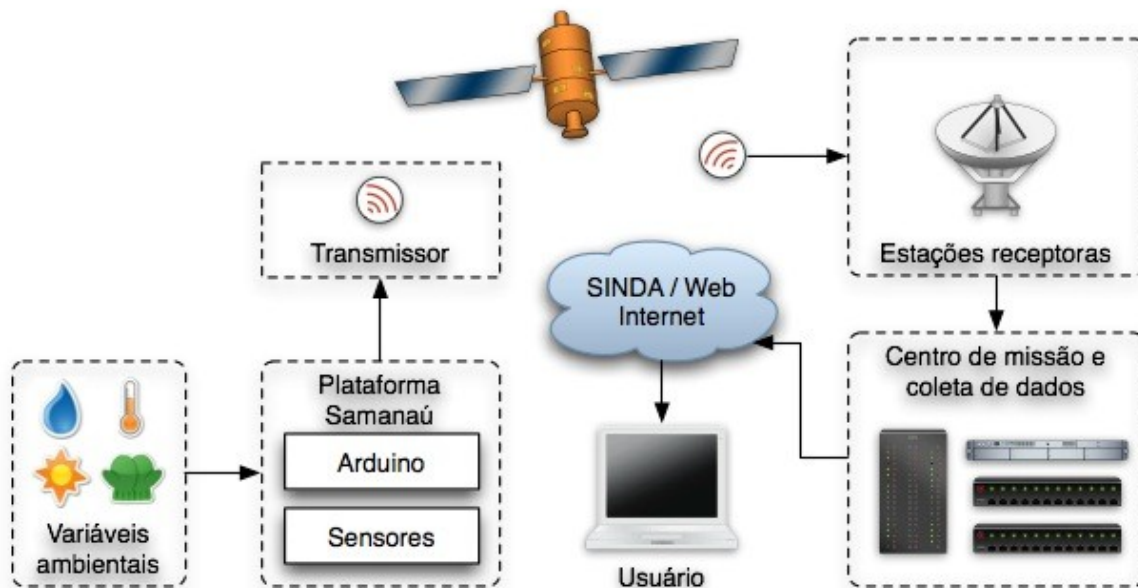 Transmissor
Estações receptoras
SINDA / Web
Internet
Centro de missão e
coleta de dados
Plataforma
Samanaú
Arduino
Sensores
Variáveis
ambientais
Usuário